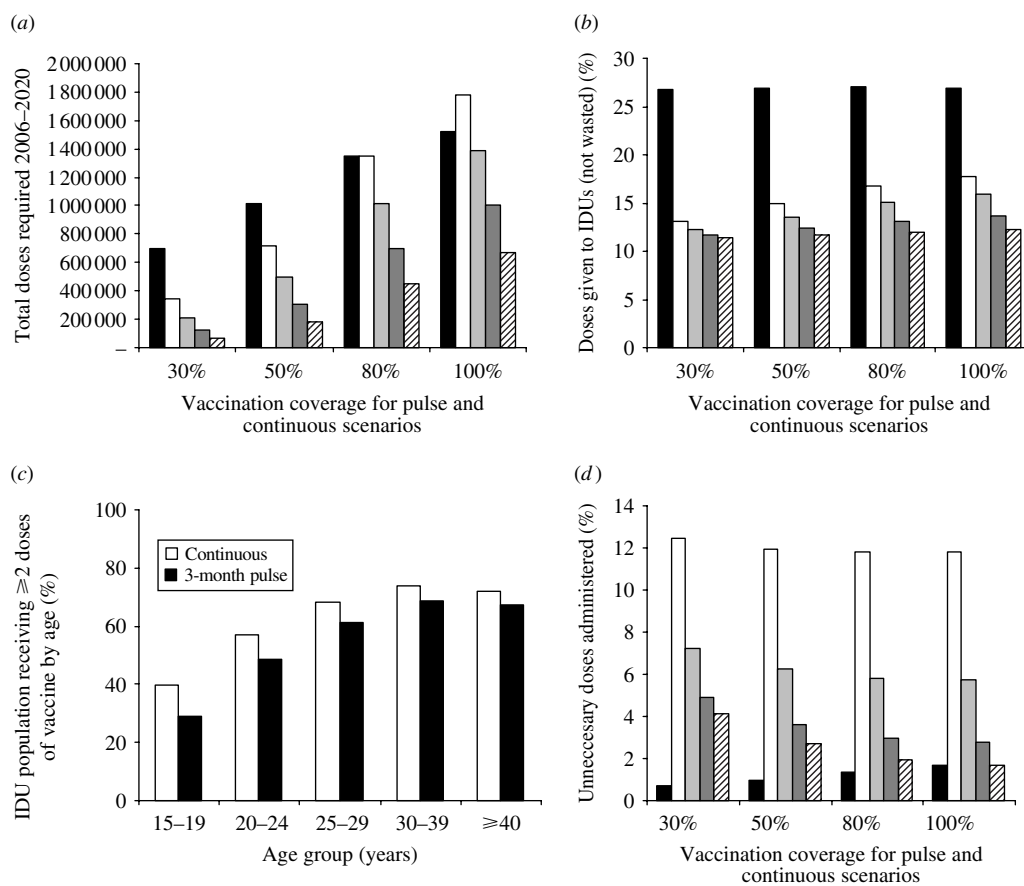 (a)
Total doses required 2006–2020
2 000 000
1 800 000
1 600 000
1 400 000
1 200 000
1 000 000
800 000
600 000
400 000
200 000
–
30% 50% 80% 100%
Vaccination coverage for pulse and
continuous scenarios
(b)
Doses given to IDUs (not wasted) (%)
30
25
20
15
10
5
0
30% 50% 80% 100%
Vaccination coverage for pulse and
continuous scenarios
(c)
IDU population receiving ⩾2 doses
of vaccine by age (%)
100
80
60
40
20
0
Continuous
3-month pulse
15–19 20–24 25–29 30–39 ⩾40
Age group (years)
(d)
Unneccesary doses administered (%)
14
12
10
8
6
4
2
0
30% 50% 80% 100%
Vaccination coverage for pulse and
continuous scenarios